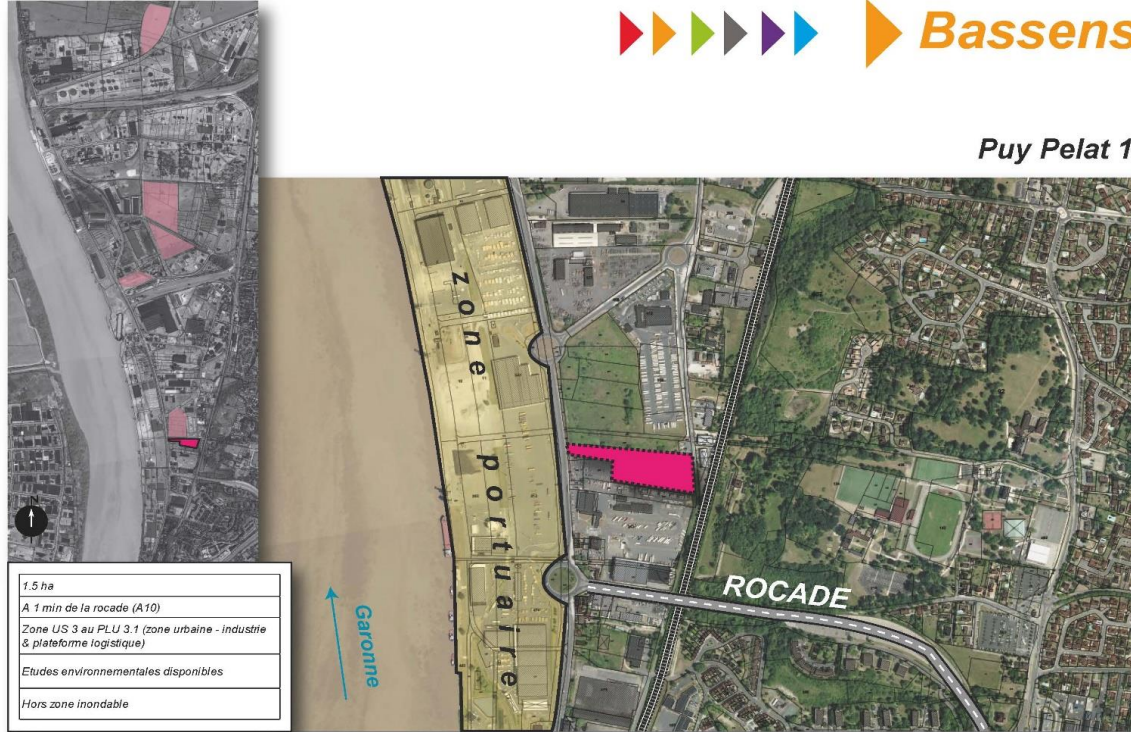 Bassens
Puy Pelat 1
zone portuaire
ROCADE
Garonne
N
1.5 ha
A 1 min de la rocade (A10)
Zone US 3 au PLU 3.1 (zone urbaine - industrie
& plateforme logistique)
Etudes environnementales disponibles
Hors zone inondable